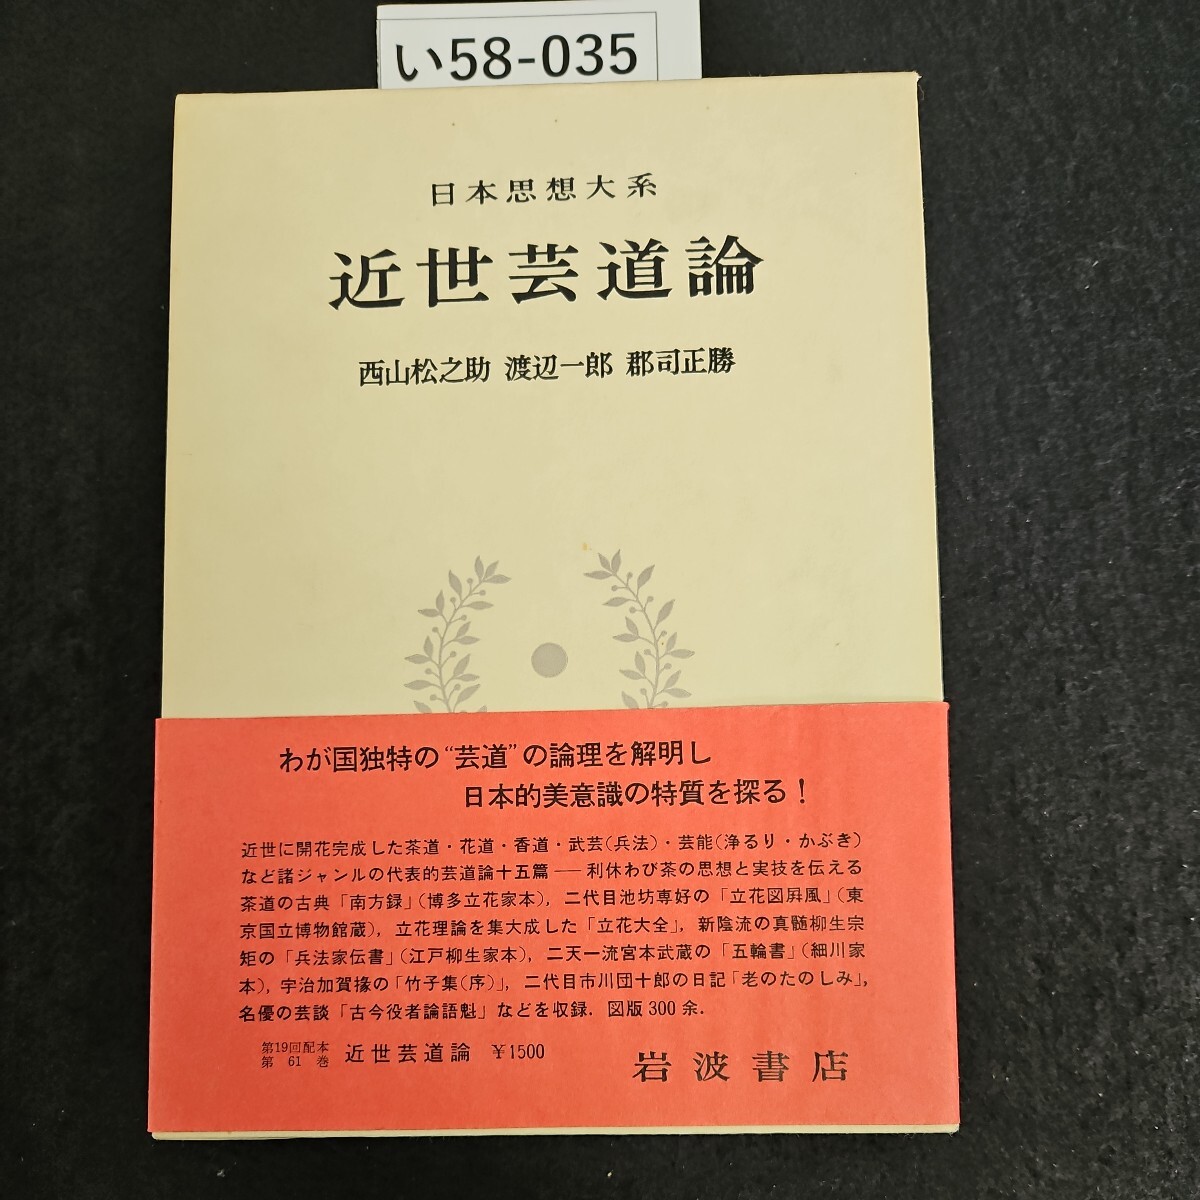 い58-035
日本思想大系
近世芸道論
西山松之助 渡辺一郎 郡司正勝
わが国独特の“芸道”の論理を解明し
日本的美意識の特質を探る！
近世に開花完成した茶道・花道・香道・武芸(兵法)・芸能(浄るり・かぶき)
など諸ジャンルの代表的芸道論十五篇──利休わび茶の思想と実技を伝える
茶道の古典「南方録」(博多立花家本)，二代目池坊専好の「立花図屛風」(東
京国立博物館蔵)，立花理論を集大成した「立花大全」，新陰流の真髄柳生宗
矩の「兵法家伝書」(江戸柳生家本)，二天一流宮本武蔵の「五輪書」(細川家
本)，宇治加賀掾の「竹子集(序)」，二代目市川団十郎の日記「老のたのしみ」，
名優の芸談「古今役者論語魁」などを収録．図版300余．
第19回配本
第 61 巻
近世芸道論 ￥1500
岩波書店